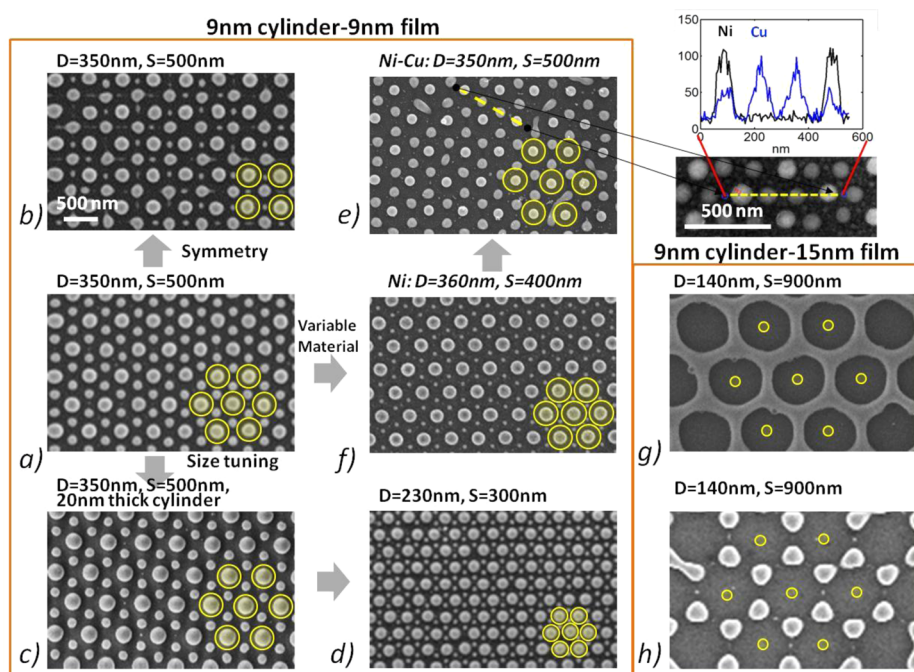 9nm cylinder-9nm film
D=350nm, S=500nm
b)
500 nm
Symmetry
Ni-Cu: D=350nm, S=500nm
e)
150
100
50
0
Ni
Cu
0
200
400
600
nm
500 nm
D=350nm, S=500nm
a)
Size tuning
Variable
Material
Ni: D=360nm, S=400nm
f)
D=350nm, S=500nm,
20nm thick cylinder
c)
D=230nm, S=300nm
d)
9nm cylinder-15nm film
D=140nm, S=900nm
g)
D=140nm, S=900nm
h)